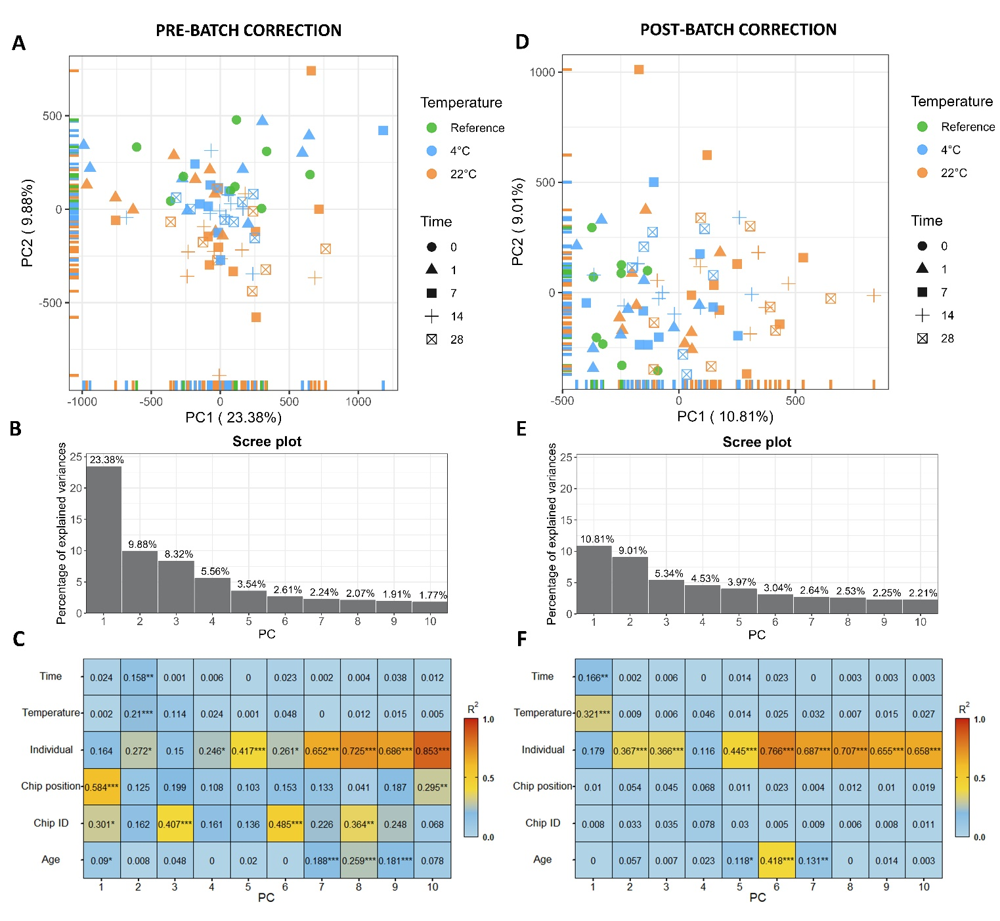 PRE-BATCH CORRECTION
POST-BATCH CORRECTION
A
500
0
-500
-1000
-500
0
500
1000
PC2 ( 9.88%)
PC1 ( 23.38%)
Temperature
Reference
4°C
22°C
Time
0
1
7
14
28
D
1000
500
0
-500
0
500
PC2 ( 9.01%)
PC1 ( 10.81%)
Temperature
Reference
4°C
22°C
Time
0
1
7
14
28
B
Scree plot
Percentage of explained variances
25
20
15
10
5
0
23.38%
9.88%
8.32%
5.56%
3.54%
2.61%
2.24%
2.07%
1.91%
1.77%
1 2 3 4 5 6 7 8 9 10
PC
E
Scree plot
Percentage of explained variances
25
20
15
10
5
0
10.81%
9.01%
5.34%
4.53%
3.97%
3.04%
2.64%
2.53%
2.25%
2.21%
1 2 3 4 5 6 7 8 9 10
PC
C
Time 0.024 0.158** 0.001 0.006 0 0.023 0.002 0.004 0.038 0.012
Temperature 0.002 0.21*** 0.114 0.024 0.001 0.048 0 0.012 0.015 0.005
Individual 0.164 0.272* 0.15 0.246* 0.417*** 0.261* 0.652*** 0.725*** 0.686*** 0.853***
Chip position 0.584*** 0.125 0.199 0.108 0.103 0.153 0.133 0.041 0.187 0.295**
Chip ID 0.301* 0.162 0.407*** 0.161 0.136 0.485*** 0.226 0.364** 0.248 0.068
Age 0.09* 0.008 0.048 0 0.02 0 0.188*** 0.259*** 0.181*** 0.078
1 2 3 4 5 6 7 8 9 10
PC
R2
1.0
0.5
0.0
F
Time 0.166** 0.002 0.006 0 0.014 0.023 0 0.003 0.003 0.003
Temperature 0.321*** 0.009 0.006 0.046 0.014 0.025 0.032 0.007 0.015 0.027
Individual 0.179 0.367*** 0.366*** 0.116 0.445*** 0.766*** 0.687*** 0.707*** 0.655*** 0.658***
Chip position 0.01 0.054 0.045 0.068 0.011 0.023 0.004 0.012 0.01 0.019
Chip ID 0.008 0.033 0.035 0.078 0.03 0.005 0.009 0.006 0.008 0.011
Age 0 0.057 0.007 0.023 0.118* 0.418*** 0.131** 0 0.014 0.003
1 2 3 4 5 6 7 8 9 10
PC
R2
1.0
0.5
0.0